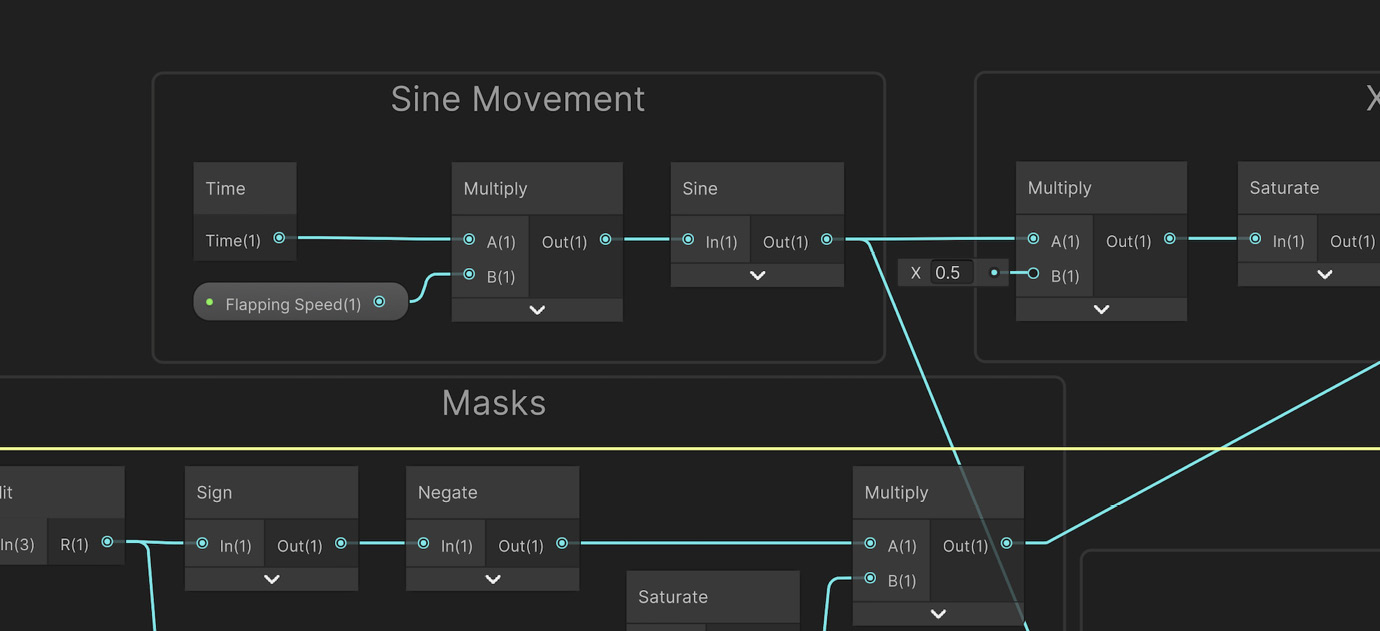 Sine Movement
X
Time
Time(1)
Flapping Speed(1)
Multiply
A(1)
B(1)
Out(1)
Sine
In(1)
Out(1)
X 0.5
Multiply
A(1)
B(1)
Out(1)
Saturate
In(1)
Out(1)
Masks
lit
In(3)
R(1)
Sign
In(1)
Out(1)
Negate
In(1)
Out(1)
Saturate
Multiply
A(1)
B(1)
Out(1)